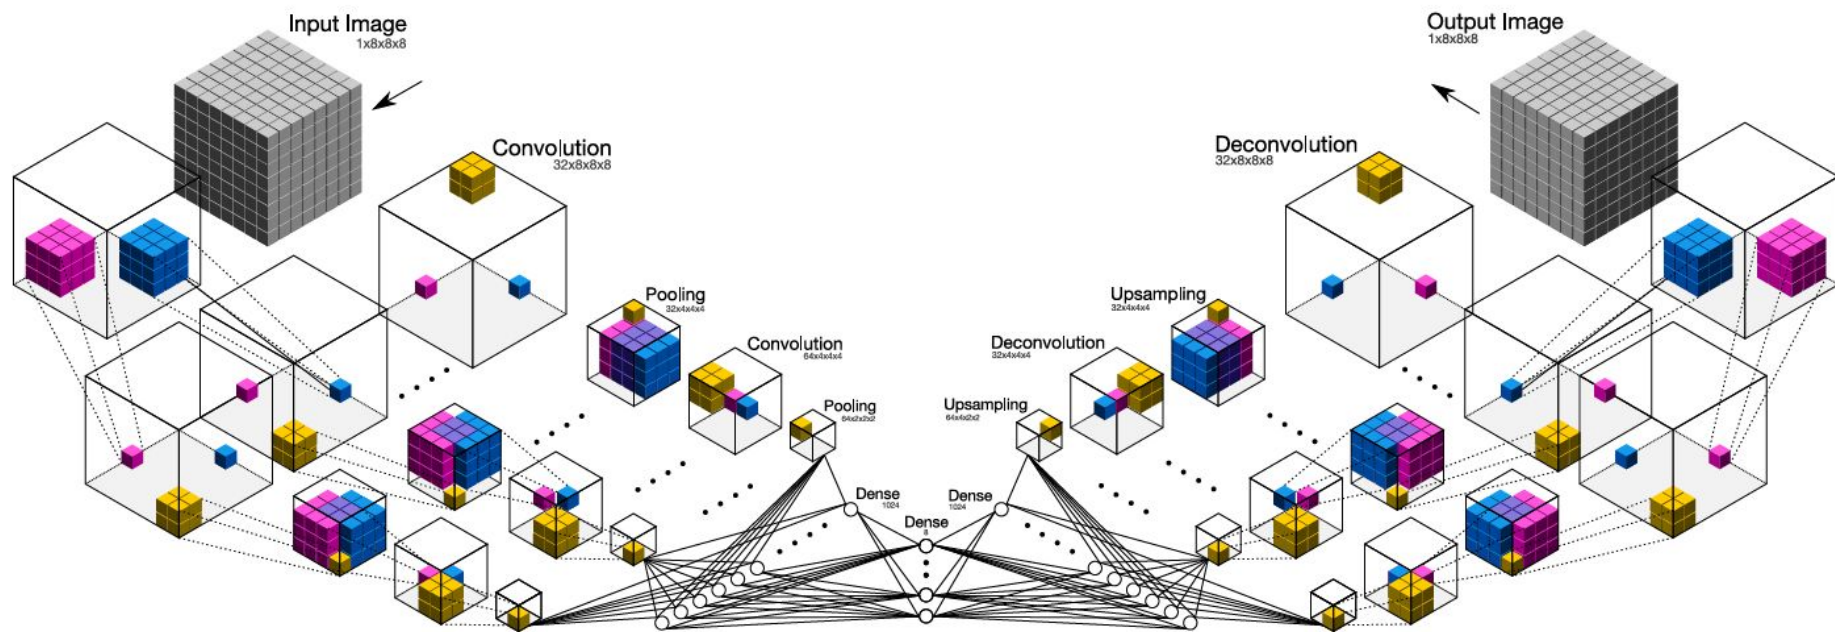 Input Image
1x8x8x8
Convolution
32x8x8x8
Pooling
32x4x4x4
Convolution
64x4x4x4
Pooling
64x2x2x2
Dense
1024
Dense
8
Dense
1024
Upsampling
64x4x2x2
Deconvolution
32x4x4x4
Upsampling
32x4x4x4
Deconvolution
32x8x8x8
Output Image
1x8x8x8